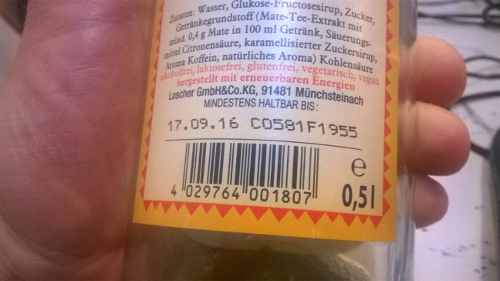 Zutaten: Wasser, Glukose-Fructosesirup, Zucker,
Getränkegrundstoff (Mate-Tee-Extrakt mit
mind. 0,4 g Mate in 100 ml Getränk, Säuerungs-
mittel Citronensäure, karamellisierter Zuckersirup,
Aroma Koffein, natürliches Aroma) Kohlensäure
alkoholfrei, laktosefrei, glutenfrei, vegetarisch, vegan
hergestellt mit erneuerbaren Energien
Loscher GmbH&Co.KG, 91481 Münchsteinach
MINDESTENS HALTBAR BIS:
17.09.16 C0581F1955
4 029764 001807
e
0,5 l